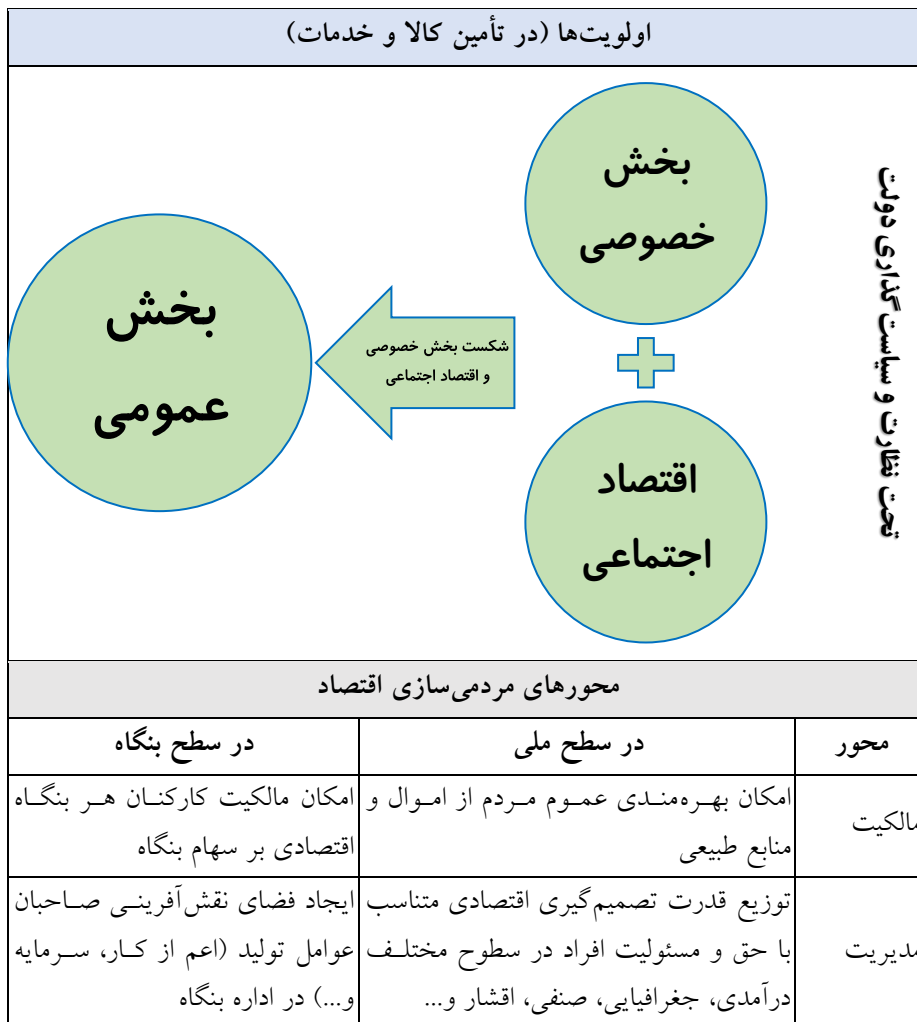 اولویت‌ها (در تأمین کالا و خدمات)
تحت نظارت و سیاست‌گذاری دولت
بخش
خصوصی
اقتصاد
اجتماعی
شکست بخش خصوصی
و اقتصاد اجتماعی
بخش
عمومی
محورهای مردمی‌سازی اقتصاد
محور
در سطح ملی
در سطح بنگاه
مالکیت
امکان بهره‌مندی عموم مردم از اموال و
منابع طبیعی
امکان مالکیت کارکنان هر بنگاه
اقتصادی بر سهام بنگاه
مدیریت
توزیع قدرت تصمیم‌گیری اقتصادی متناسب
با حق و مسئولیت افراد در سطوح مختلف
درآمدی، جغرافیایی، صنفی، اقشار و...
ایجاد فضای نقش‌آفرینی صاحبان
عوامل تولید (اعم از کار، سرمایه
و...) در اداره بنگاه